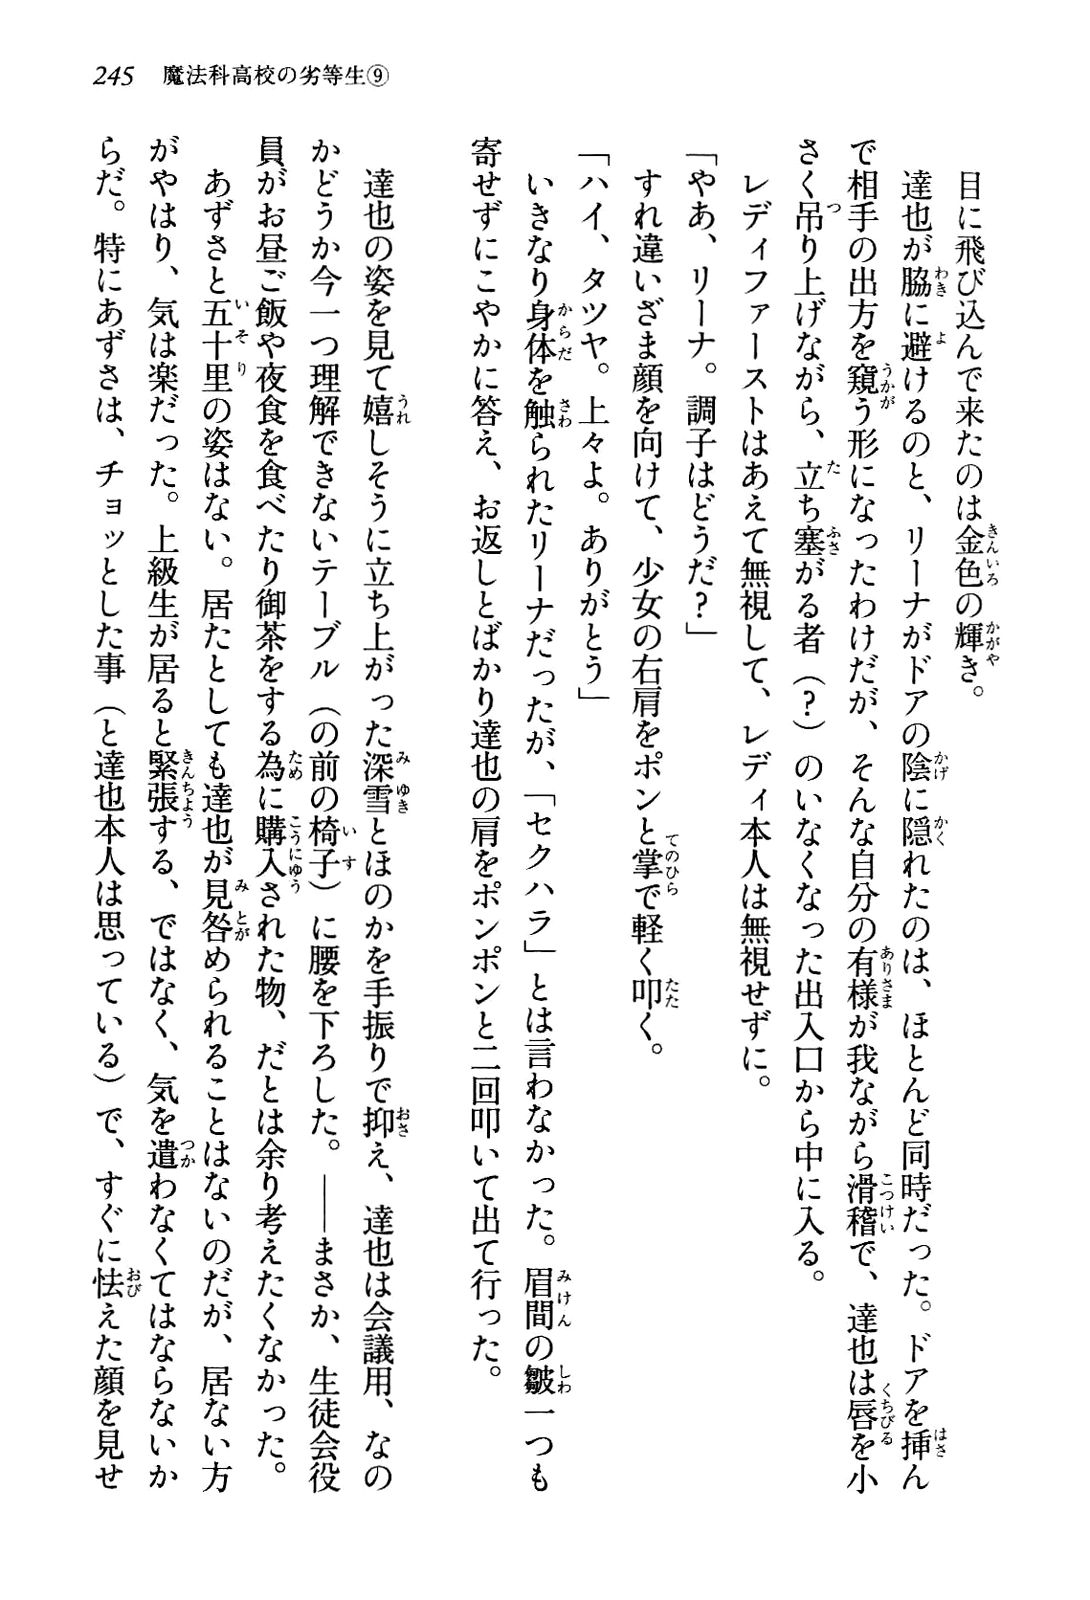 245 魔法科高校の劣等生⑨
目に飛び込んで来たのは金色の輝き。
達也が脇に避けるのと、リーナがドアの陰に隠れたのは、ほとんど同時だった。ドアを挿ん
で相手の出方を窺う形になったわけだが、そんな自分の有様が我ながら滑稽で、達也は唇を小
さく吊り上げながら、立ち塞がる者（？）のいなくなった出入口から中に入る。
レディファーストはあえて無視して、レディ本人は無視せずに。
「やあ、リーナ。調子はどうだ？」
すれ違いざま顔を向けて、少女の右肩をポンと掌で軽く叩く。
「ハイ、タツヤ。上々よ。ありがとう」
いきなり身体を触られたリーナだったが、「セクハラ」とは言わなかった。眉間の皺一つも
寄せずにこやかに答え、お返しとばかり達也の肩をポンポンと二回叩いて出て行った。
達也の姿を見て嬉しそうに立ち上がった深雪とほのかを手振りで抑え、達也は会議用、なの
かどうか今一つ理解できないテーブル（の前の椅子）に腰を下ろした。――まさか、生徒会役
員がお昼ご飯や夜食を食べたり御茶をする為に購入された物、だとは余り考えたくなかった。
あずさと五十里の姿はない。居たとしても達也が見咎められることはないのだが、居ない方
がやはり、気は楽だった。上級生が居ると緊張する、ではなく、気を遣わなくてはならないか
らだ。特にあずさは、チョッとした事（と達也本人は思っている）で、すぐに怯えた顔を見せ